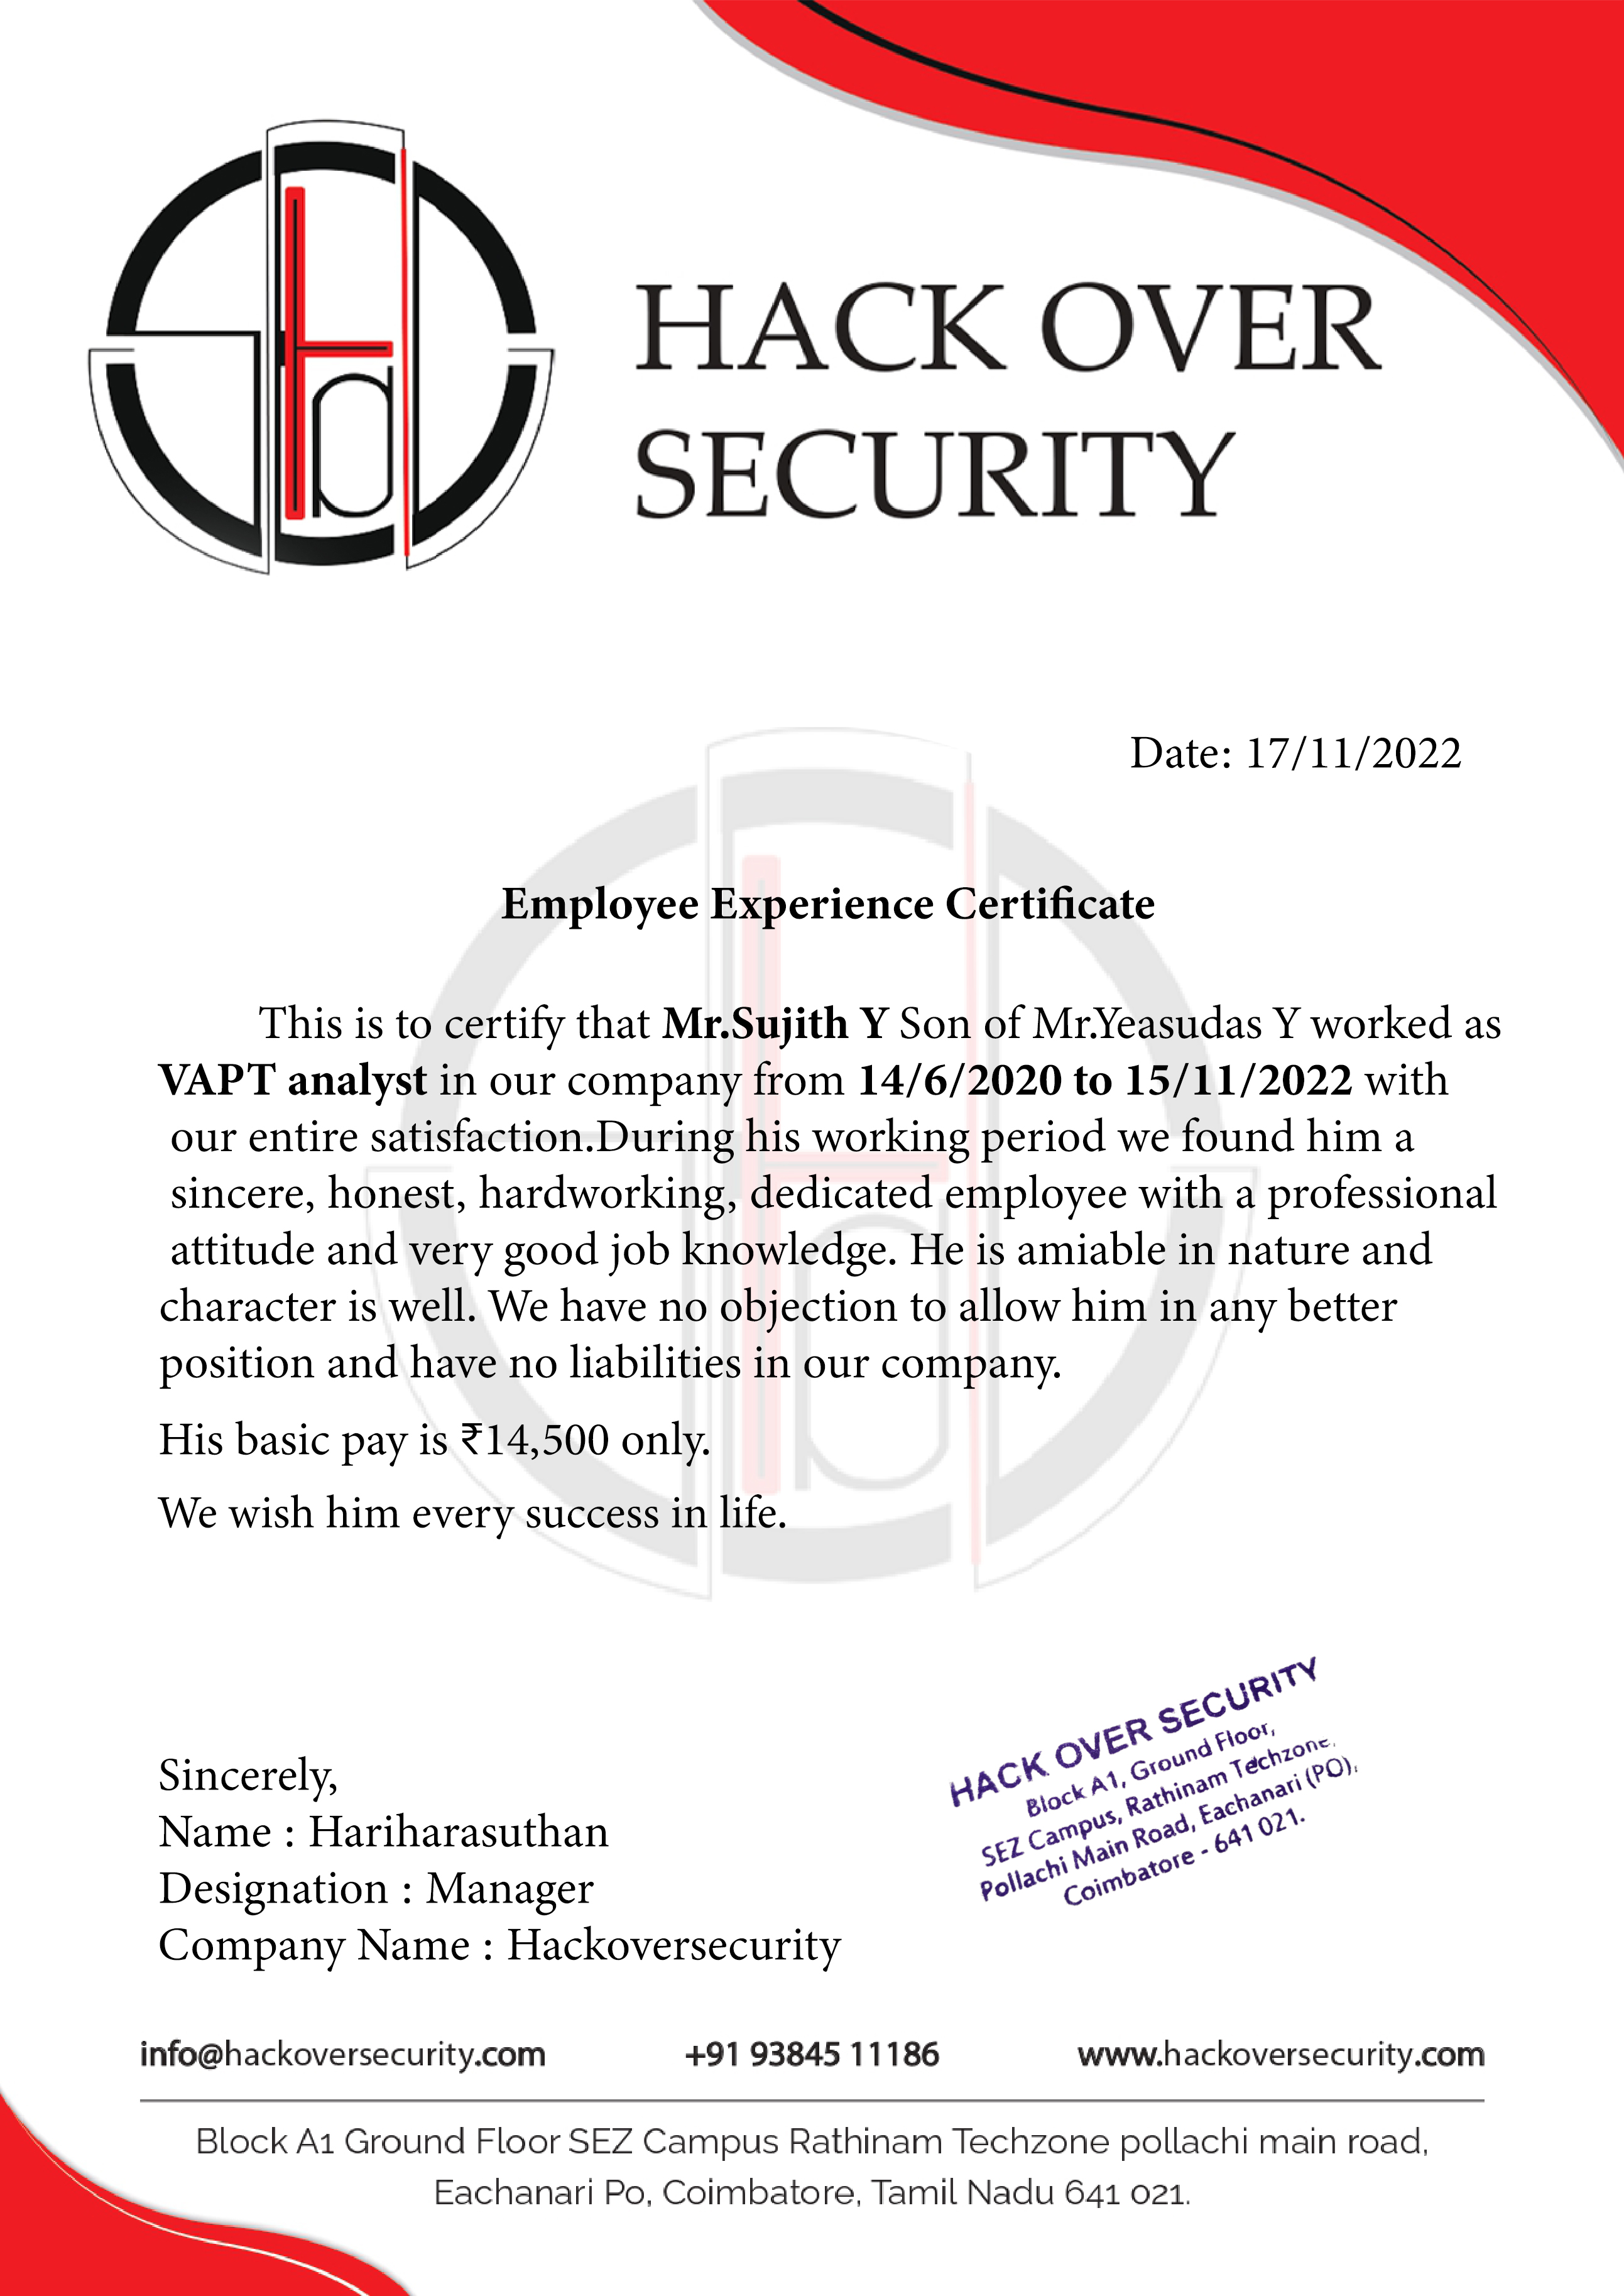 HACK OVER
SECURITY
Date: 17/11/2022
Employee Experience Certificate
This is to certify that Mr.Sujith Y Son of Mr.Yeasudas Y worked as
VAPT analyst in our company from 14/6/2020 to 15/11/2022 with
our entire satisfaction.During his working period we found him a
sincere, honest, hardworking, dedicated employee with a professional
attitude and very good job knowledge. He is amiable in nature and
character is well. We have no objection to allow him in any better
position and have no liabilities in our company.
His basic pay is ₹14,500 only.
We wish him every success in life.
HACK OVER SECURITY
Block A1, Ground Floor,
SEZ Campus, Rathinam Techzone,
Pollachi Main Road, Eachanari (PO),
Coimbatore - 641 021.
Sincerely,
Name : Hariharasuthan
Designation : Manager
Company Name : Hackoversecurity
info@hackoversecurity.com +91 93845 11186 www.hackoversecurity.com
Block A1 Ground Floor SEZ Campus Rathinam Techzone pollachi main road,
Eachanari Po, Coimbatore, Tamil Nadu 641 021.